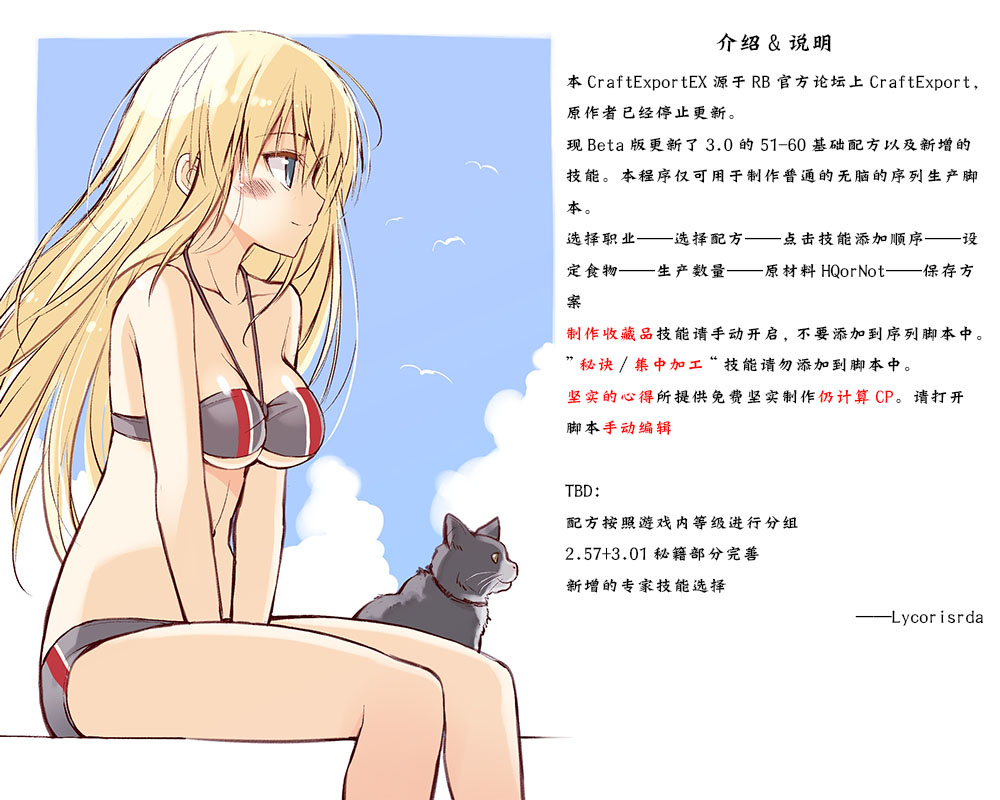 介绍 & 说明
本 CraftExportEX 源于 RB 官方论坛上 CraftExport,
原作者已经停止更新。
现 Beta 版更新了 3.0 的 51-60 基础配方以及新增的
技能。本程序仅可用于制作普通的无脑的序列生产脚
本。
选择职业——选择配方——点击技能添加顺序——设
定食物——生产数量——原材料 HQorNot——保存方
案
制作收藏品技能请手动开启, 不要添加到序列脚本中。
”秘诀 / 集中加工“技能请勿添加到脚本中。
坚实的心得所提供免费坚实制作仍计算 CP。请打开
脚本手动编辑
TBD:
配方按照游戏内等级进行分组
2.57+3.01 秘籍部分完善
新增的专家技能选择
——Lycorisrda